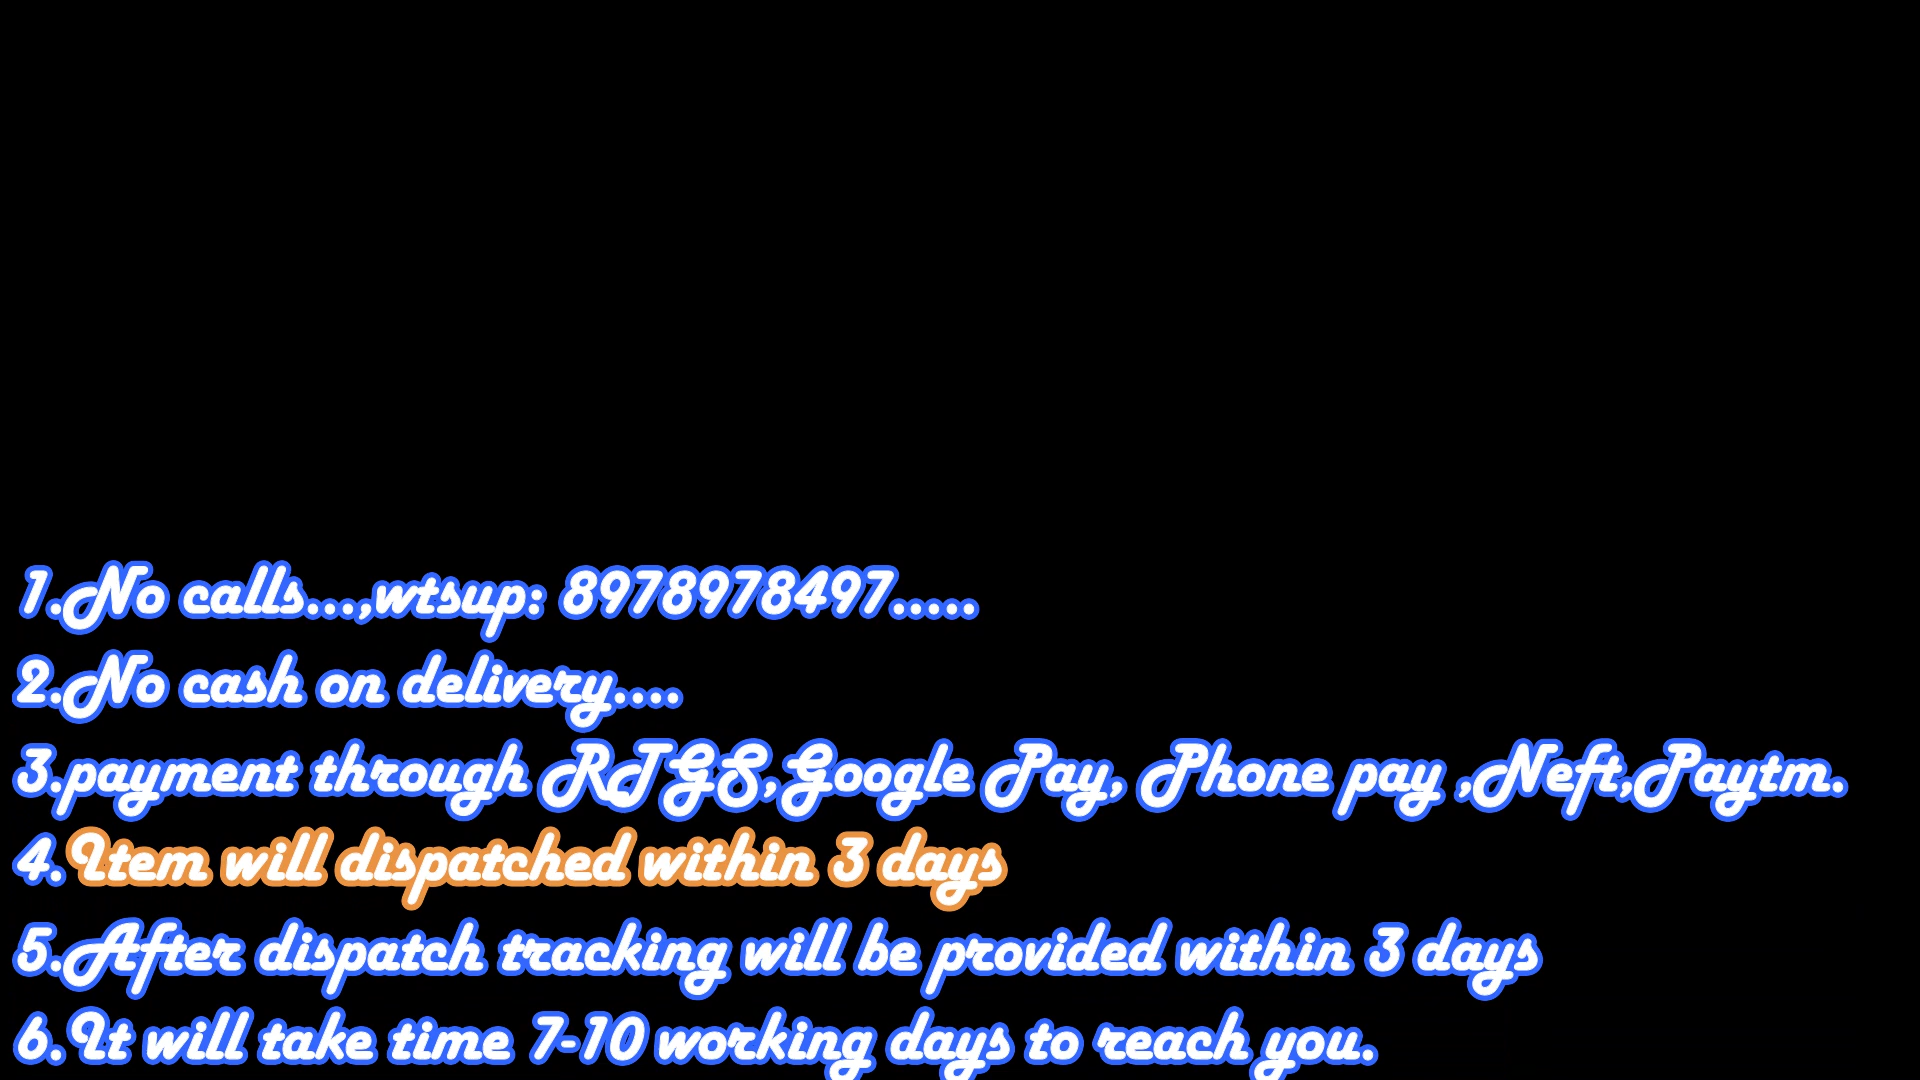 1.No calls...,wtsup: 8978978497.....
2.No cash on delivery....
3.payment through RTGS,Google Pay, Phone pay ,Neft,Paytm.
4.Item will dispatched within 3 days
5.After dispatch tracking will be provided within 3 days
6.It will take time 7-10 working days to reach you.